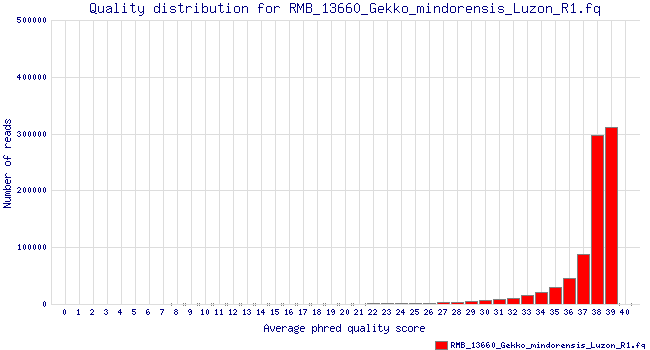 Quality distribution for RMB_13660_Gekko_mindorensis_Luzon_R1.fq
500000
400000
300000
200000
100000
0
Number of reads
0 1 2 3 4 5 6 7 8 9 10 11 12 13 14 15 16 17 18 19 20 21 22 23 24 25 26 27 28 29 30 31 32 33 34 35 36 37 38 39 40
Average phred quality score
RMB_13660_Gekko_mindorensis_Luzon_R1.fq